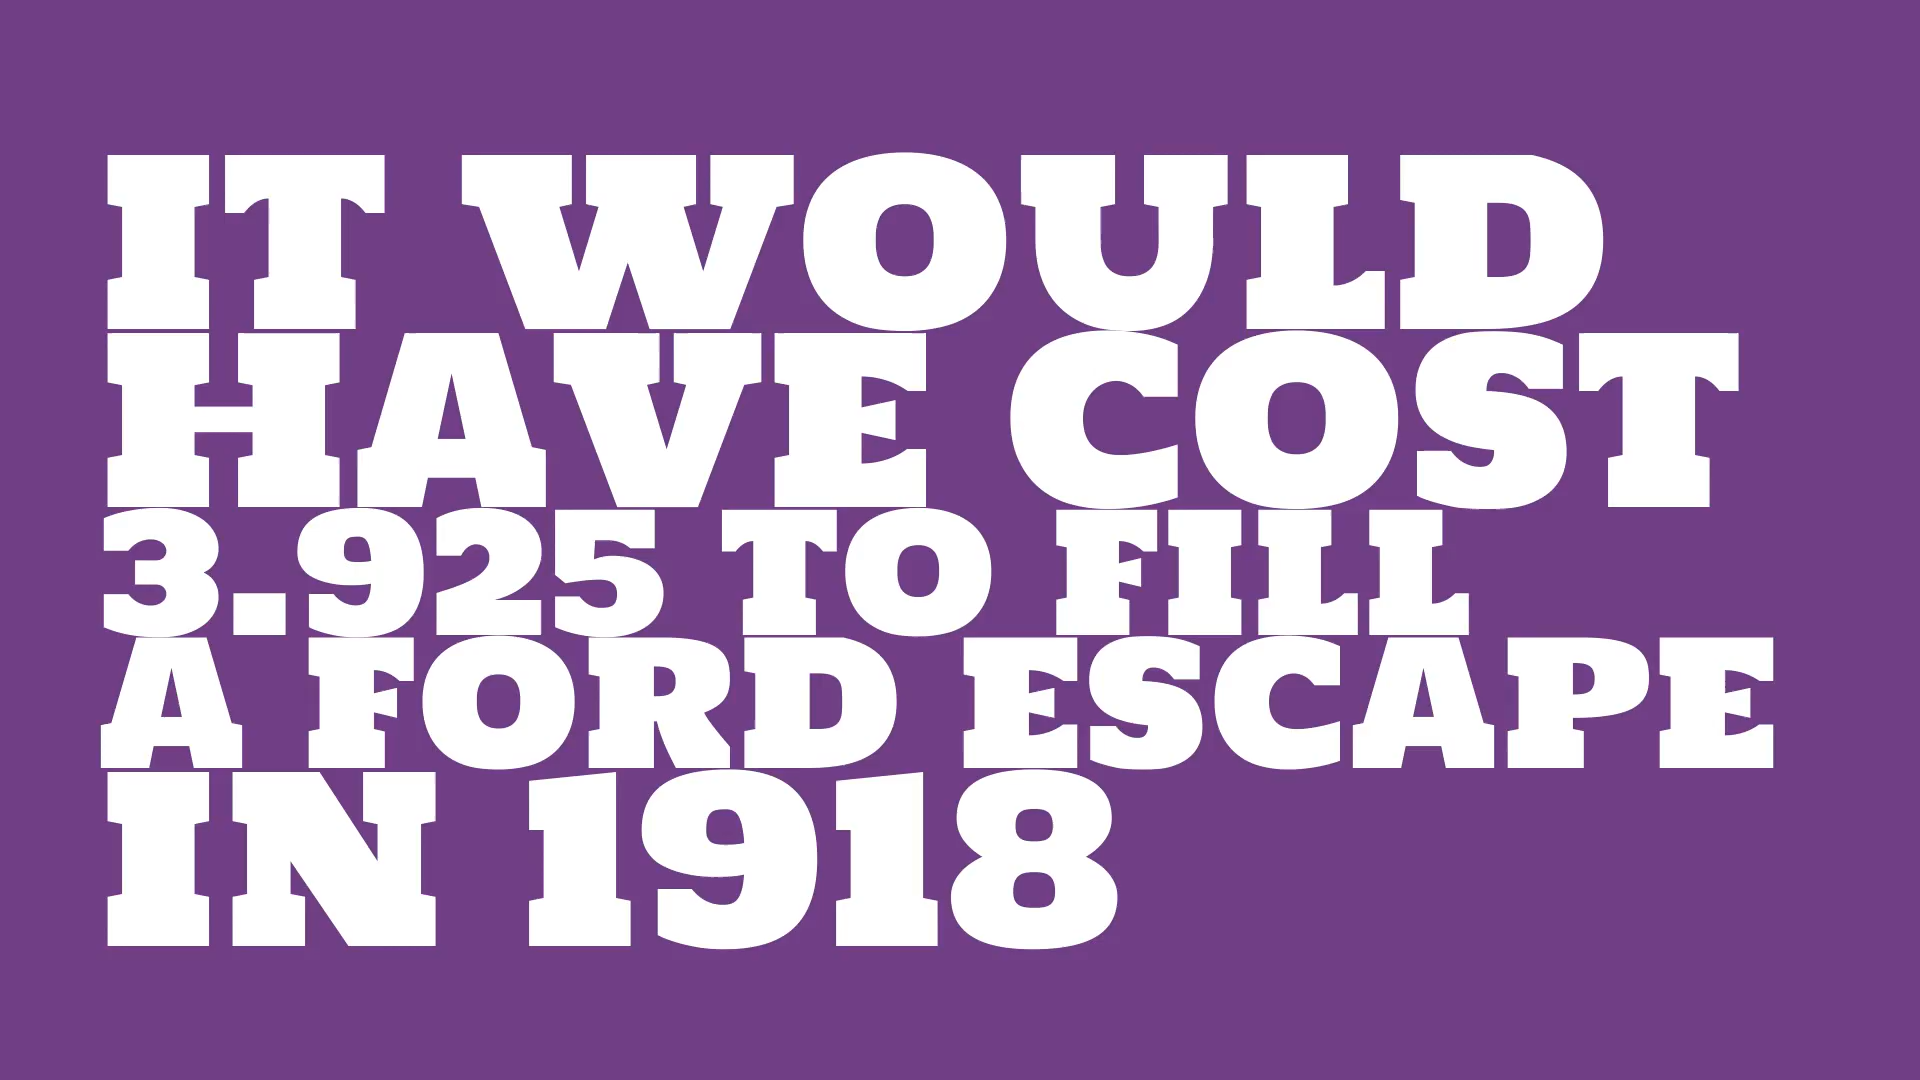 IT WOULD
HAVE COST
3.925 TO FILL
A FORD ESCAPE
IN 1918